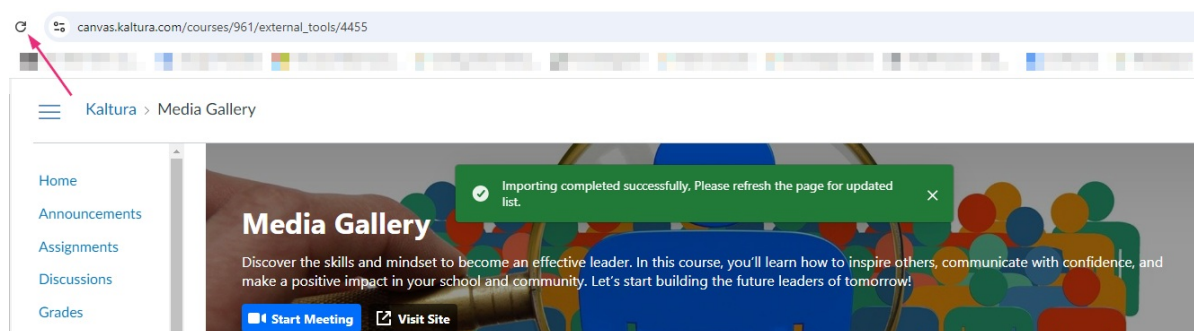 canvas.kaltura.com/courses/961/external_tools/4455
Kaltura > Media Gallery
Home
Announcements
Assignments
Discussions
Grades
Importing completed successfully, Please refresh the page for updated
list.
Media Gallery
Discover the skills and mindset to become an effective leader. In this course, you'll learn how to inspire others, communicate with confidence, and
make a positive impact in your school and community. Let's start building the future leaders of tomorrow!
Start Meeting
Visit Site